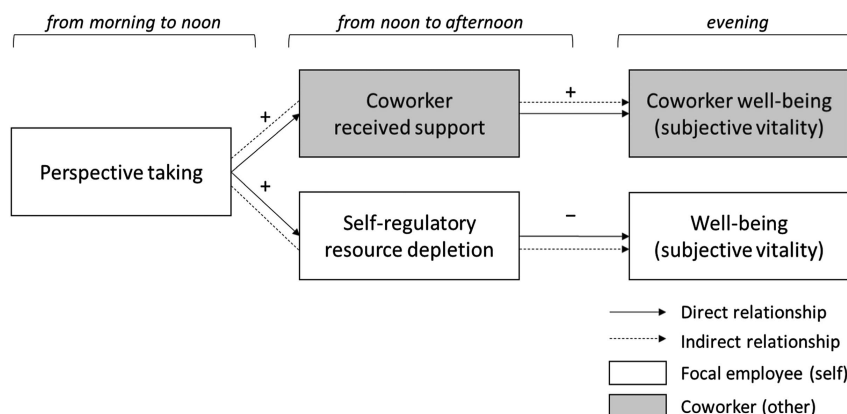 from morning to noon
from noon to afternoon
evening
Perspective taking
+
+
Coworker
received support
+
Coworker well-being
(subjective vitality)
Self-regulatory
resource depletion
−
Well-being
(subjective vitality)
Direct relationship
Indirect relationship
Focal employee (self)
Coworker (other)